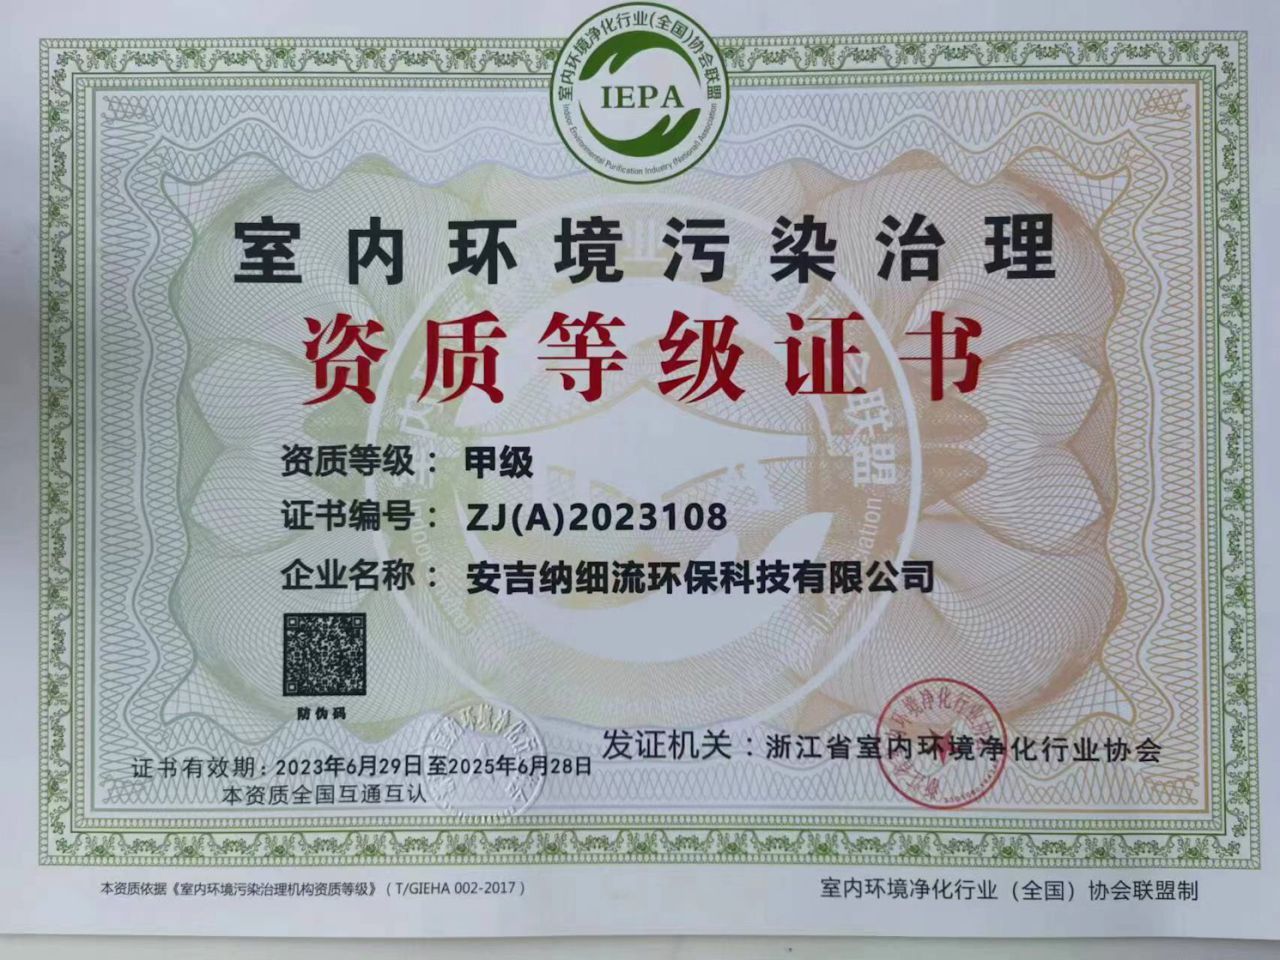 室内环境净化行业(全国)协会联盟
IEPA
Indoor Environmental Purification Industry (National) Association
室内环境污染治理
资质等级证书
资质等级：甲级
证书编号：ZJ(A)2023108
企业名称：安吉纳细流环保科技有限公司
防伪码
发证机关：浙江省室内环境净化行业协会
证书有效期：2023年6月29日至2025年6月28日
本资质全国互通互认
本资质依据《室内环境污染治理机构资质等级》（T/GIEHA 002-2017）
室内环境净化行业（全国）协会联盟制